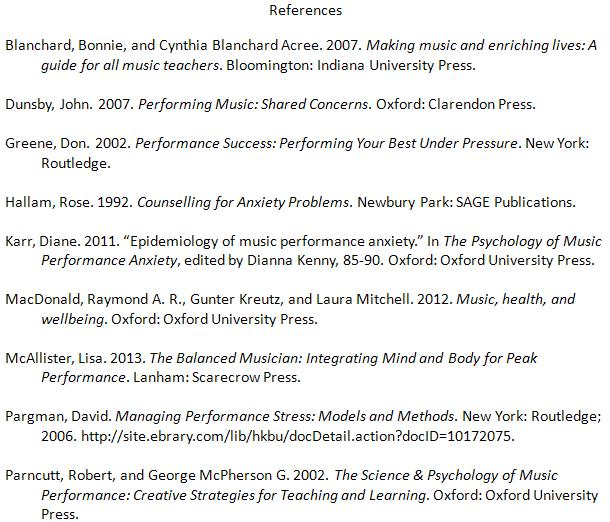 References
Blanchard, Bonnie, and Cynthia Blanchard Acree. 2007. Making music and enriching lives: A
guide for all music teachers. Bloomington: Indiana University Press.
Dunsby, John. 2007. Performing Music: Shared Concerns. Oxford: Clarendon Press.
Greene, Don. 2002. Performance Success: Performing Your Best Under Pressure. New York:
Routledge.
Hallam, Rose. 1992. Counselling for Anxiety Problems. Newbury Park: SAGE Publications.
Karr, Diane. 2011. “Epidemiology of music performance anxiety.” In The Psychology of Music
Performance Anxiety, edited by Dianna Kenny, 85-90. Oxford: Oxford University Press.
MacDonald, Raymond A. R., Gunter Kreutz, and Laura Mitchell. 2012. Music, health, and
wellbeing. Oxford: Oxford University Press.
McAllister, Lisa. 2013. The Balanced Musician: Integrating Mind and Body for Peak
Performance. Lanham: Scarecrow Press.
Pargman, David. Managing Performance Stress: Models and Methods. New York: Routledge;
2006. http://site.ebrary.com/lib/hkbu/docDetail.action?docID=10172075.
Parncutt, Robert, and George McPherson G. 2002. The Science & Psychology of Music
Performance: Creative Strategies for Teaching and Learning. Oxford: Oxford University
Press.